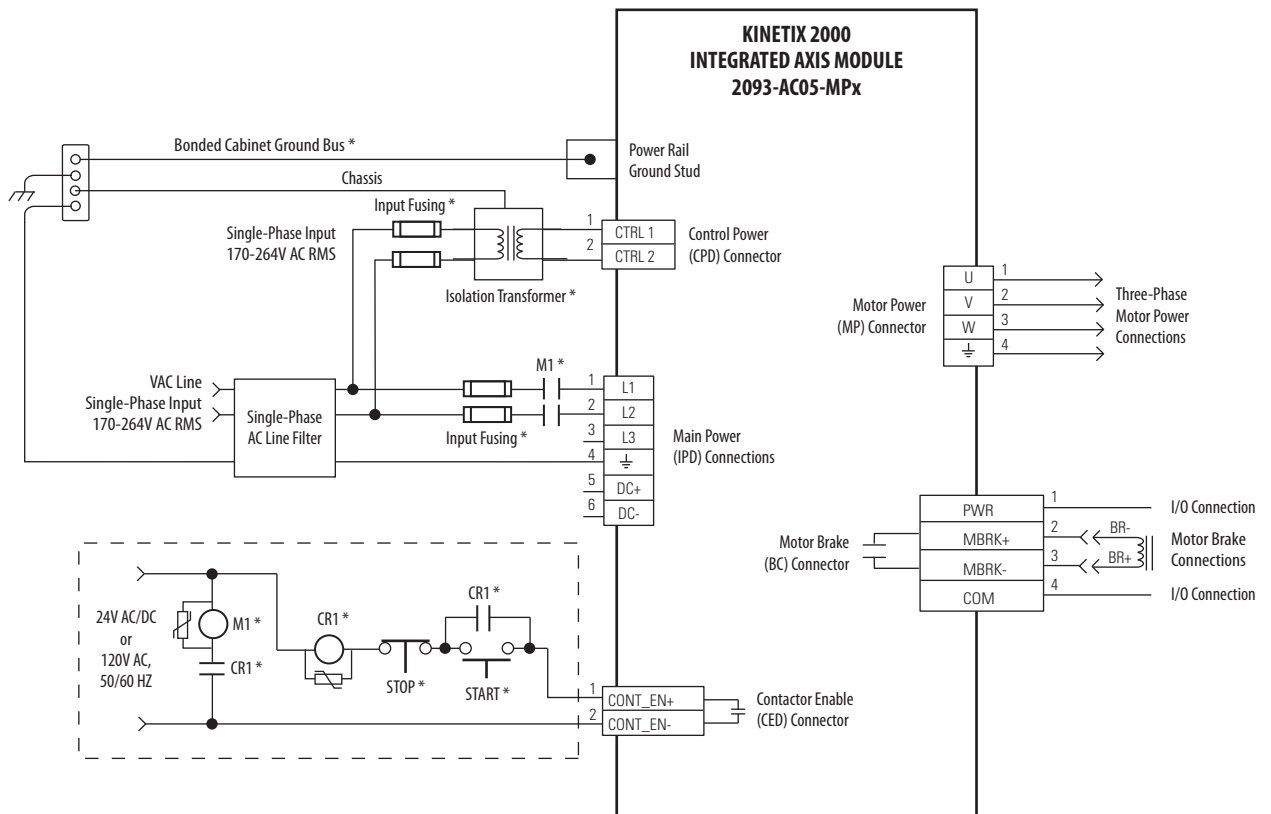 KINETIX 2000
INTEGRATED AXIS MODULE
2093-AC05-MPx
Bonded Cabinet Ground Bus *
Power Rail
Ground Stud
Chassis
Input Fusing *
Single-Phase Input
170-264V AC RMS
1
CTRL 1
2
CTRL 2
Control Power
(CPD) Connector
Isolation Transformer *
Motor Power
(MP) Connector
U
1
V
2
W
3
4
Three-Phase
Motor Power
Connections
VAC Line
Single-Phase Input
170-264V AC RMS
Single-Phase
AC Line Filter
M1 *
Input Fusing *
1
L1
2
L2
3
L3
4
5
DC+
6
DC-
Main Power
(IPD) Connections
Motor Brake
(BC) Connector
PWR
1
I/O Connection
MBRK+
2
BR-
MBRK-
3
BR+
Motor Brake
Connections
COM
4
I/O Connection
24V AC/DC
or
120V AC,
50/60 HZ
M1 *
CR1 *
CR1 *
STOP *
CR1 *
START *
1
CONT_EN+
2
CONT_EN-
Contactor Enable
(CED) Connector